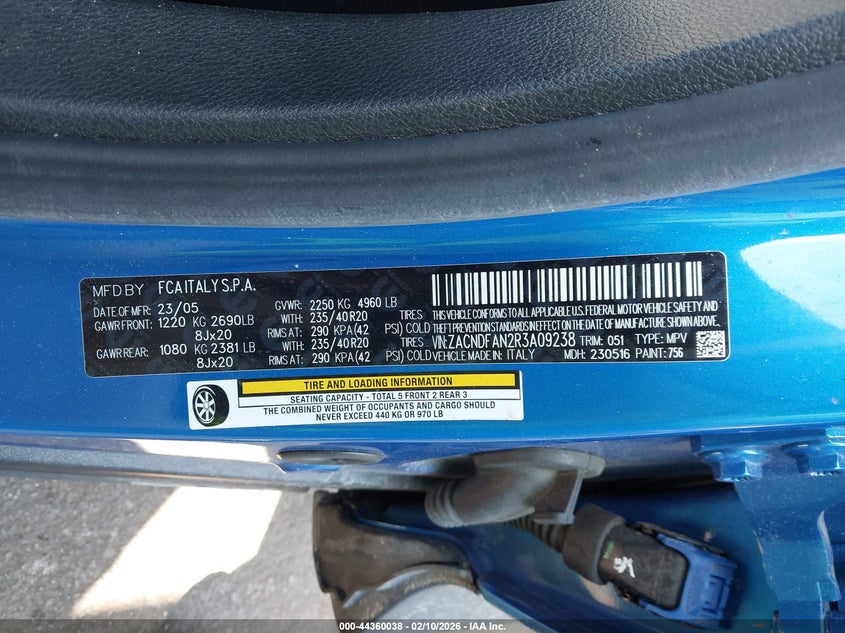 MFD BY FCA ITALY S.P.A.
DATE OF MFR: 23/05 GVWR: 2250 KG 4960 LB
GAWR FRONT: 1220 KG 2690LB WITH: 235/40R20 TIRES
8Jx20 RIMS AT: 290 KPA(42 PSI) COLD
GAWR REAR: 1080 KG 2381 LB WITH: 235/40R20 TIRES
8Jx20 RIMS AT: 290 KPA(42 PSI) COLD
THIS VEHICLE CONFORMS TO ALL APPLICABLE U.S. FEDERAL MOTOR VEHICLE SAFETY AND
THEFT PREVENTION STANDARDS IN EFFECT ON THE DATE OF MANUFACTURE SHOWN ABOVE
VIN: ZACNDFAN2R3A09238 TRIM: 051 TYPE: MPV
VEHICLE MADE IN ITALY MDH: 230516 PAINT: 756
TIRE AND LOADING INFORMATION
SEATING CAPACITY - TOTAL 5 FRONT 2 REAR 3
THE COMBINED WEIGHT OF OCCUPANTS AND CARGO SHOULD
NEVER EXCEED 440 KG OR 970 LB
000-44360038 - 02/10/2026 - IAA Inc.